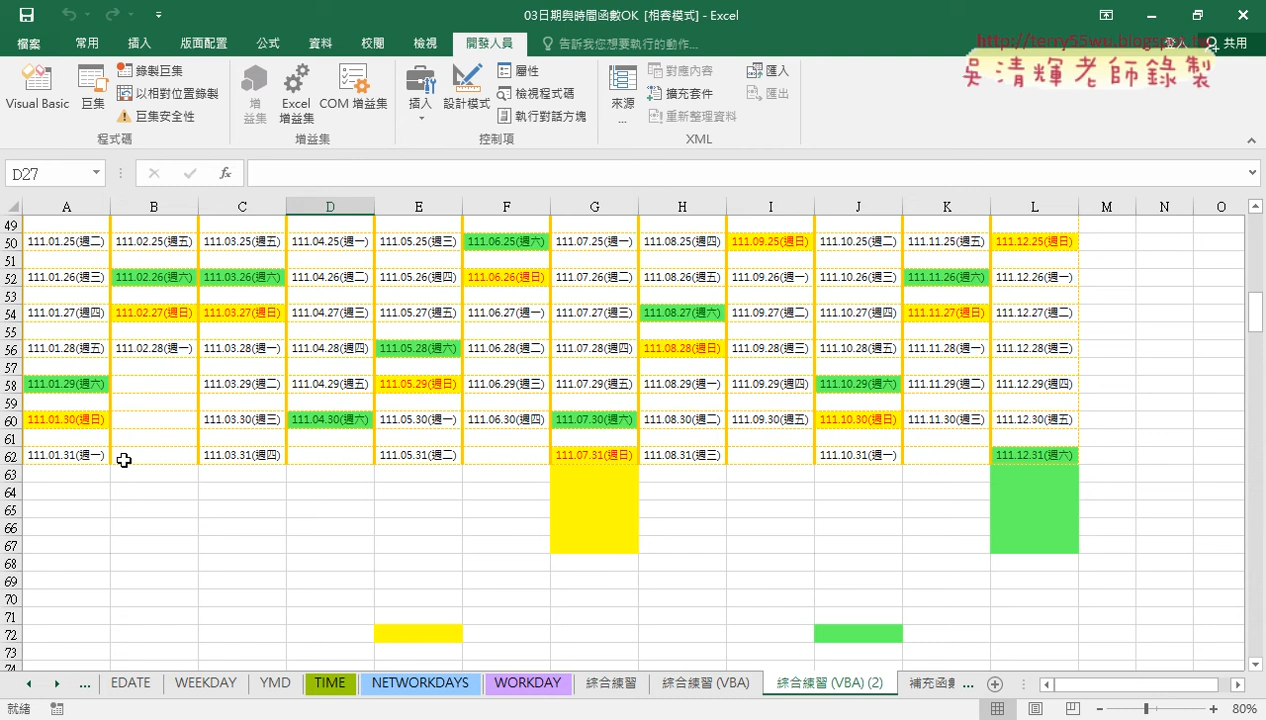 03日期與時間函數OK [相容模式] - Excel
http://terry55wu.blogspot.tw
吳清輝老師錄製
檔案 常用 插入 版面配置 公式 資料 校閱 檢視 開發人員 告訴我您想要執行的動作... 登入 共用
Visual Basic 巨集 錄製巨集 以相對位置錄製 巨集安全性 程式碼
增益集 Excel 增益集 COM 增益集 增益集
插入 設計模式 屬性 檢視程式碼 執行對話方塊 控制項
來源... 對應內容 擴充套件 重新整理資料 匯入 匯出 XML
D27 fx
A B C D E F G H I J K L M N O
49
50 111.01.25(週二) 111.02.25(週五) 111.03.25(週五) 111.04.25(週一) 111.05.25(週三) 111.06.25(週六) 111.07.25(週一) 111.08.25(週四) 111.09.25(週日) 111.10.25(週二) 111.11.25(週五) 111.12.25(週日)
51
52 111.01.26(週三) 111.02.26(週六) 111.03.26(週六) 111.04.26(週二) 111.05.26(週四) 111.06.26(週日) 111.07.26(週二) 111.08.26(週五) 111.09.26(週一) 111.10.26(週三) 111.11.26(週六) 111.12.26(週一)
53
54 111.01.27(週四) 111.02.27(週日) 111.03.27(週日) 111.04.27(週三) 111.05.27(週五) 111.06.27(週一) 111.07.27(週三) 111.08.27(週六) 111.09.27(週二) 111.10.27(週四) 111.11.27(週日) 111.12.27(週二)
55
56 111.01.28(週五) 111.02.28(週一) 111.03.28(週一) 111.04.28(週四) 111.05.28(週六) 111.06.28(週二) 111.07.28(週四) 111.08.28(週日) 111.09.28(週三) 111.10.28(週五) 111.11.28(週一) 111.12.28(週三)
57
58 111.01.29(週六) 111.03.29(週二) 111.04.29(週五) 111.05.29(週日) 111.06.29(週三) 111.07.29(週五) 111.08.29(週一) 111.09.29(週四) 111.10.29(週六) 111.11.29(週二) 111.12.29(週四)
59
60 111.01.30(週日) 111.03.30(週三) 111.04.30(週六) 111.05.30(週一) 111.06.30(週四) 111.07.30(週六) 111.08.30(週二) 111.09.30(週五) 111.10.30(週日) 111.11.30(週三) 111.12.30(週五)
61
62 111.01.31(週一) 111.03.31(週四) 111.05.31(週二) 111.07.31(週日) 111.08.31(週三) 111.10.31(週一) 111.12.31(週六)
63
64
65
66
67
68
69
70
71
72
73
74
... EDATE WEEKDAY YMD TIME NETWORKDAYS WORKDAY 綜合練習 綜合練習 (VBA) 綜合練習 (VBA) (2) 補充函數 ...
就緒 80%